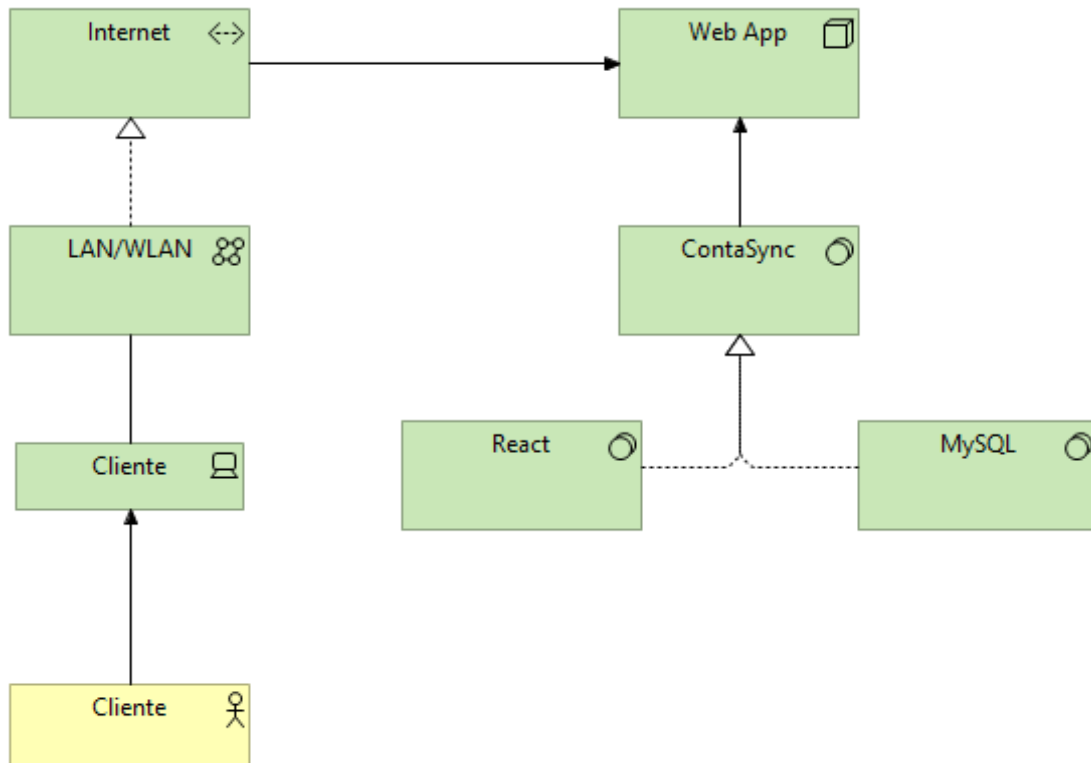 Internet
Web App
LAN/WLAN
ContaSync
React
MySQL
Cliente
Cliente